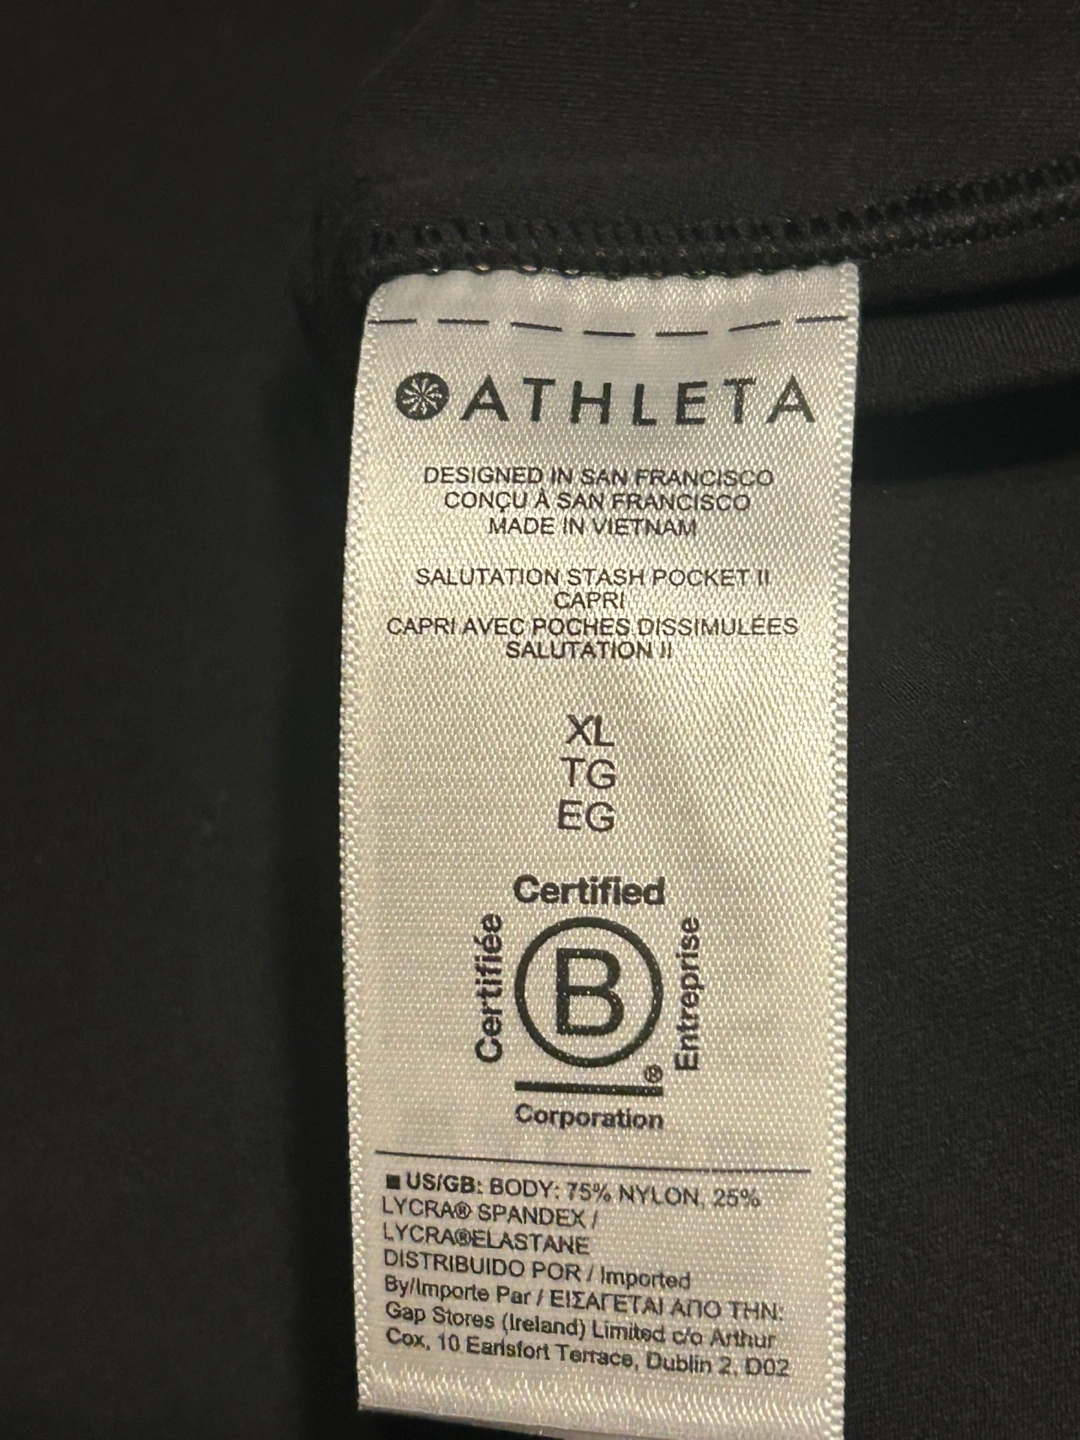 ATHLETA
DESIGNED IN SAN FRANCISCO
CONÇU À SAN FRANCISCO
MADE IN VIETNAM
SALUTATION STASH POCKET II
CAPRI
CAPRI AVEC POCHES DISSIMULÉES
SALUTATION II
XL
TG
EG
Certified
Certifiée
B
Entreprise
®
Corporation
■ US/GB: BODY: 75% NYLON, 25%
LYCRA® SPANDEX /
LYCRA®ELASTANE
DISTRIBUIDO POR / Imported
By/Importe Par / ΕΙΣΑΓΕΤΑΙ ΑΠΟ ΤΗΝ:
Gap Stores (Ireland) Limited c/o Arthur
Cox, 10 Earlsfort Terrace, Dublin 2, D02